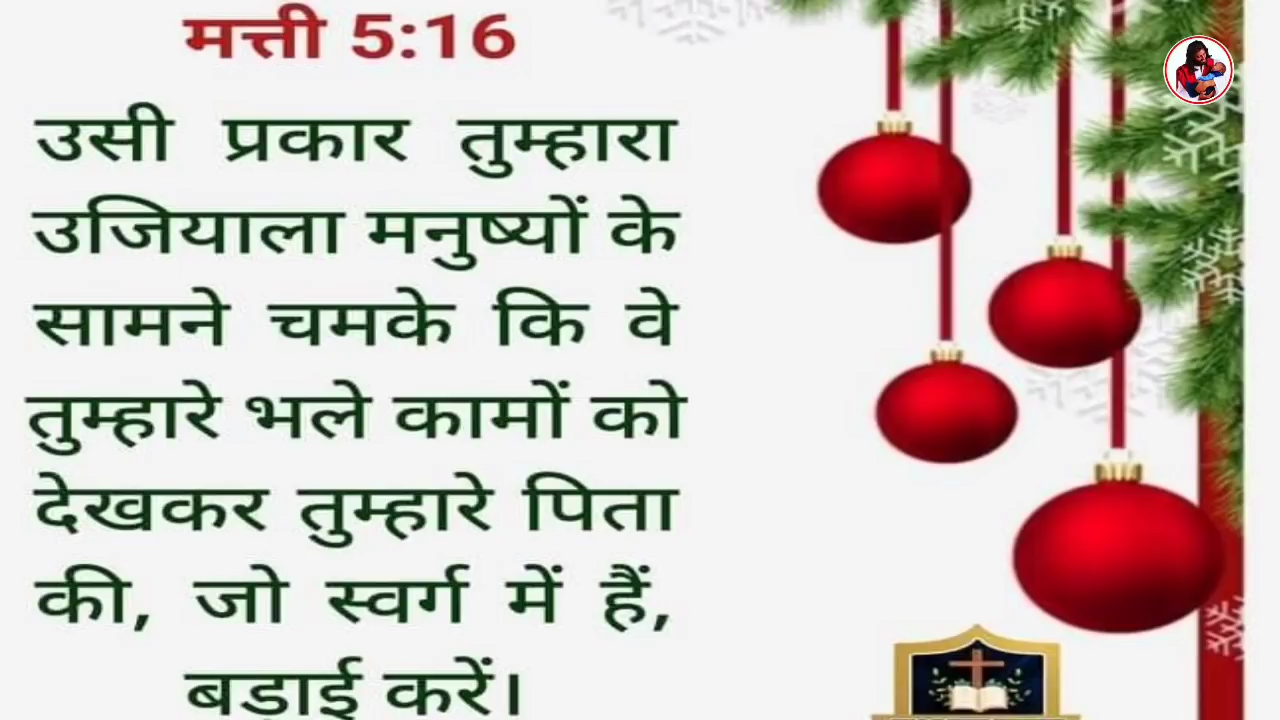 मत्ती 5:16
उसी प्रकार तुम्हारा
उजियाला मनुष्यों के
सामने चमके कि वे
तुम्हारे भले कामों को
देखकर तुम्हारे पिता
की, जो स्वर्ग में हैं,
बड़ाई करें।